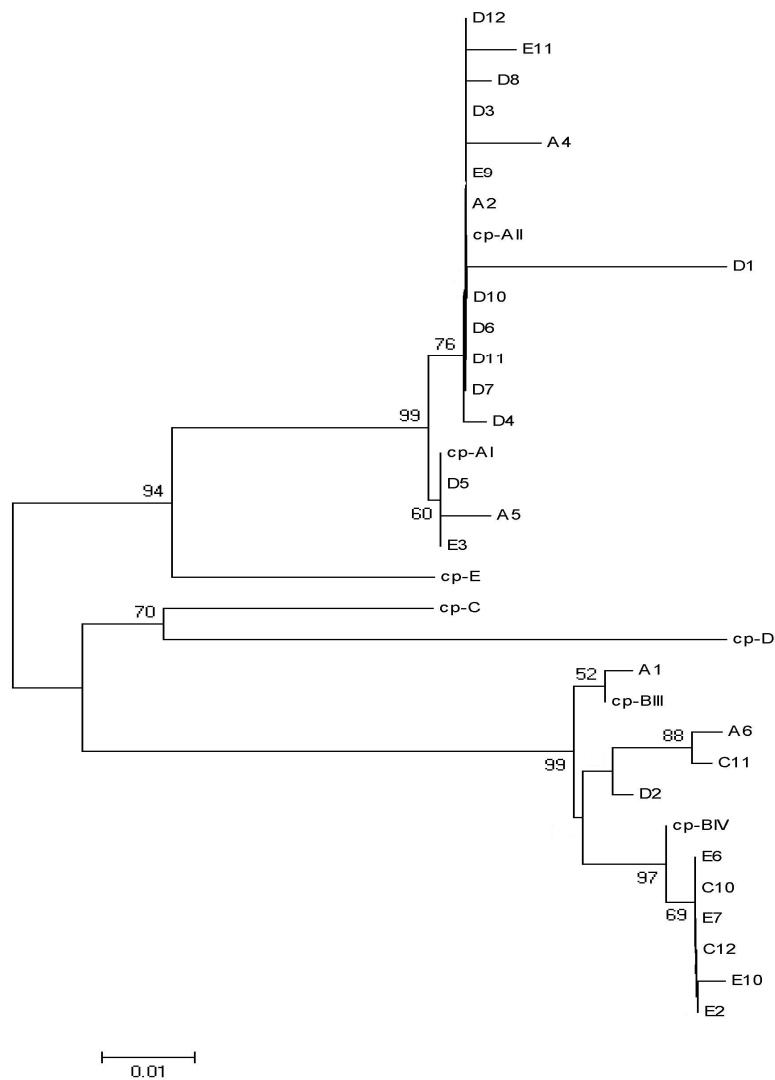 D12
E11
D8
D3
A4
E9
A2
cp-AII
D1
D10
D6
76
D11
D7
99
D4
cp-AI
D5
94
60
A5
E3
cp-E
70
cp-C
cp-D
52
A1
cp-BIII
88
A6
99
C11
D2
cp-BIV
97
E6
C10
69
E7
C12
E10
E2
0.01